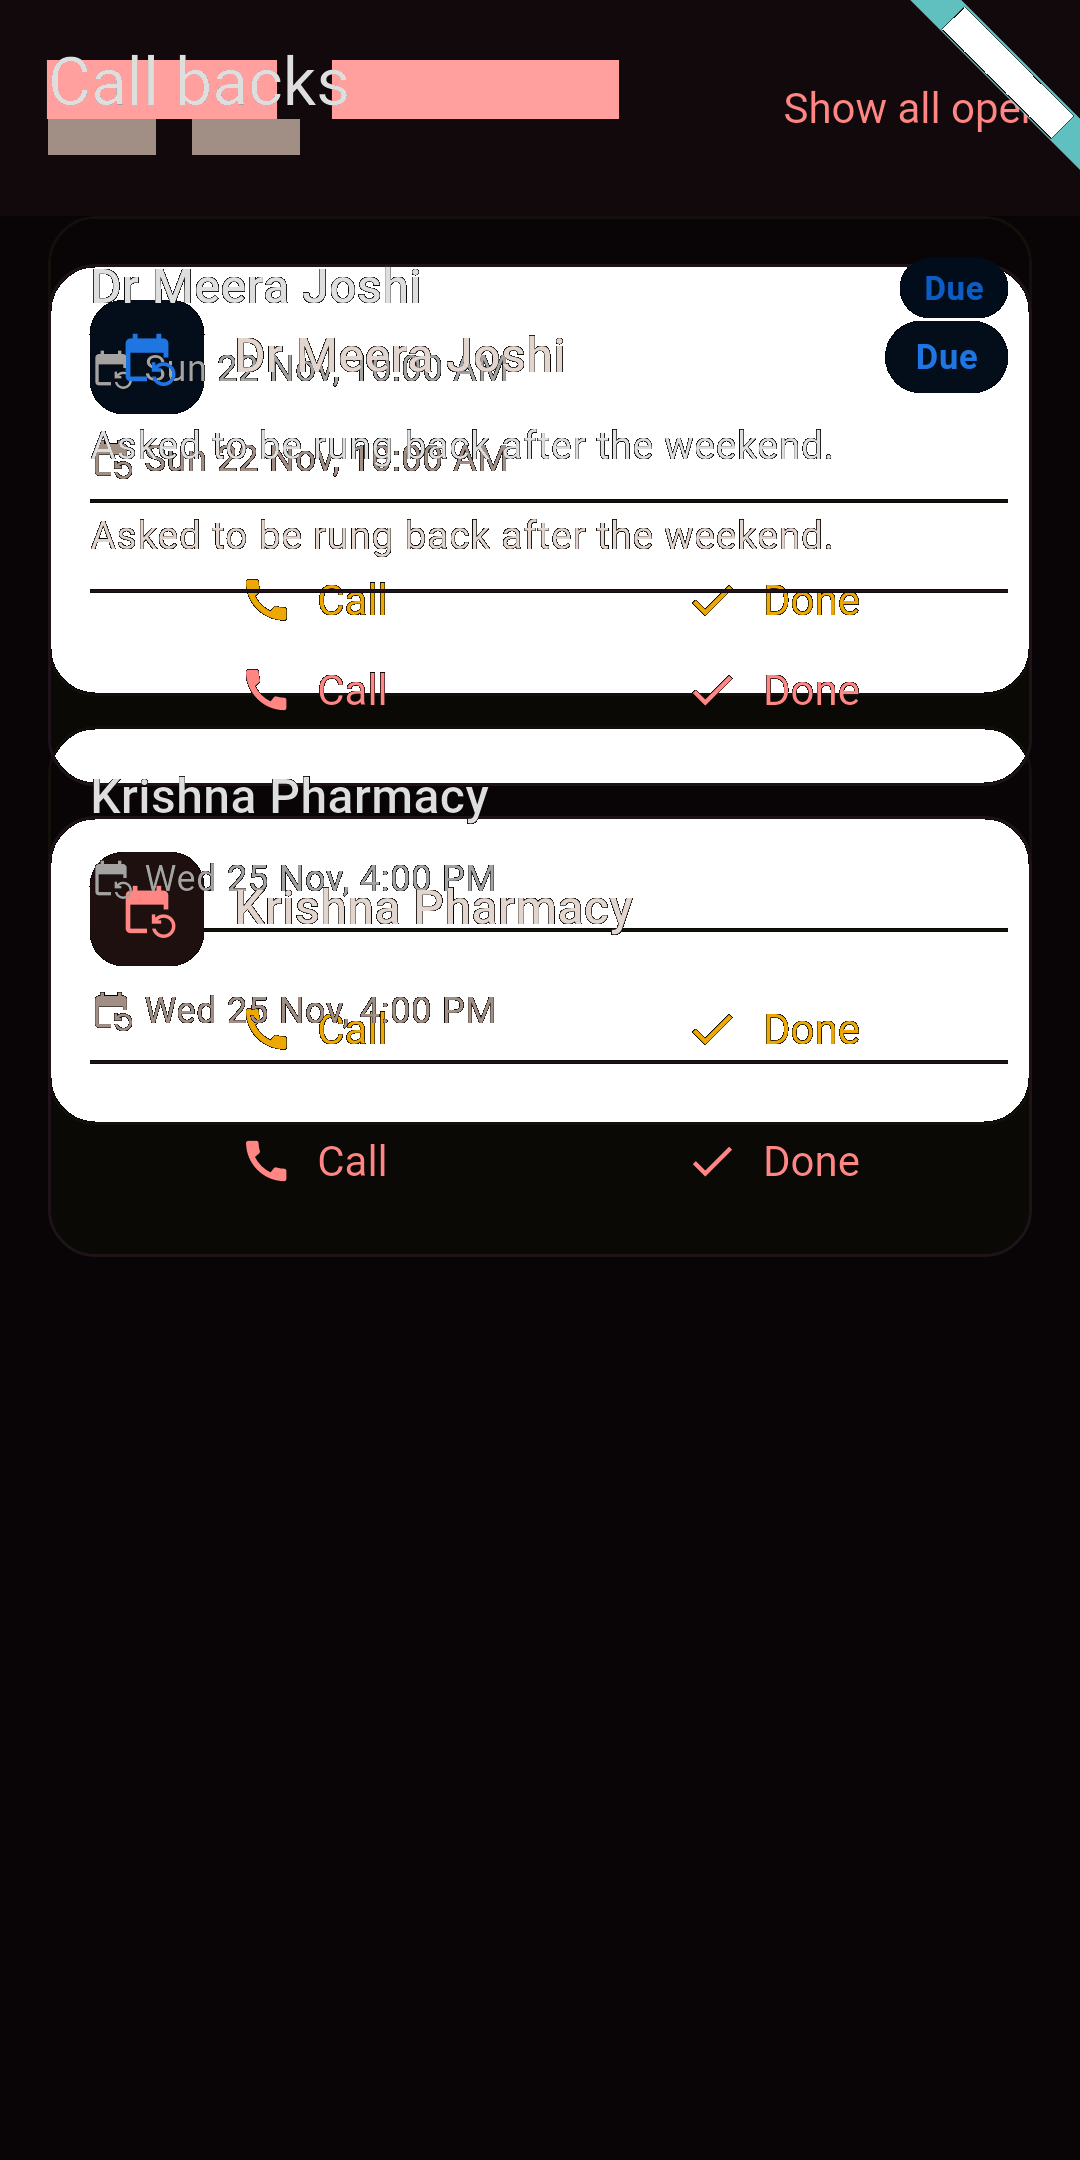 Call backs
Show all open
Dr Meera Joshi
Due
Dr Meera Joshi
Due
Sun 22 Nov, 10:00 AM
Asked to be rung back after the weekend.
Sun 22 Nov, 10:00 AM
Asked to be rung back after the weekend.
Call
Done
Call
Done
Krishna Pharmacy
Wed 25 Nov, 4:00 PM
Krishna Pharmacy
Wed 25 Nov, 4:00 PM
Call
Done
Call
Done